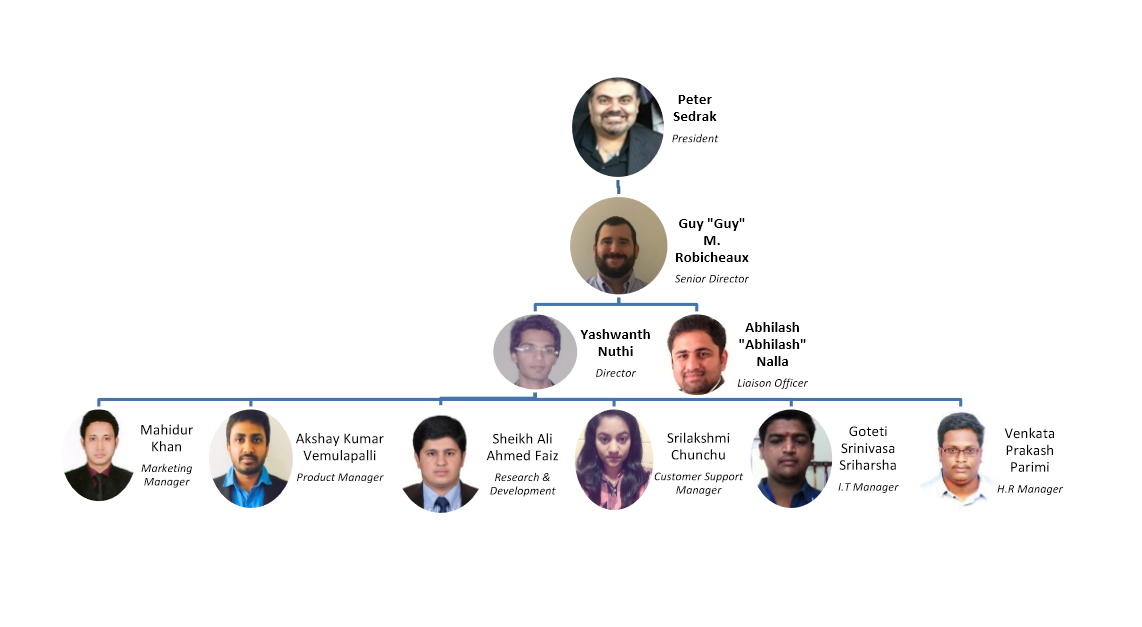 Peter
Sedrak
President
Guy "Guy"
M.
Robicheaux
Senior Director
Yashwanth
Nuthi
Director
Abhilash
"Abhilash"
Nalla
Liaison Officer
Mahidur
Khan
Marketing
Manager
Akshay Kumar
Vemulapalli
Product Manager
Sheikh Ali
Ahmed Faiz
Research &
Development
Srilakshmi
Chunchu
Customer Support
Manager
Goteti
Srinivasa
Sriharsha
I.T Manager
Venkata
Prakash
Parimi
H.R Manager